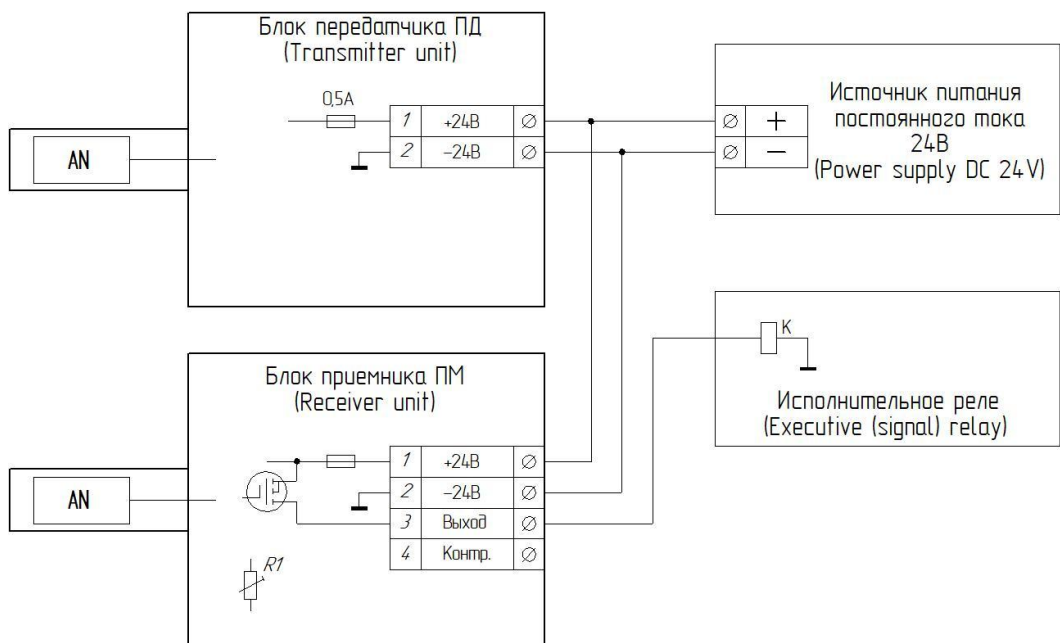 Блок передатчика ПД
(Transmitter unit)
0,5А
1 +24В
2 −24В
AN
Источник питания
постоянного тока
24В
(Power supply DC 24V)
+
−
Блок приемника ПМ
(Receiver unit)
1 +24В
2 −24В
3 Выход
4 Контр.
AN
R1
K
Исполнительное реле
(Executive (signal) relay)